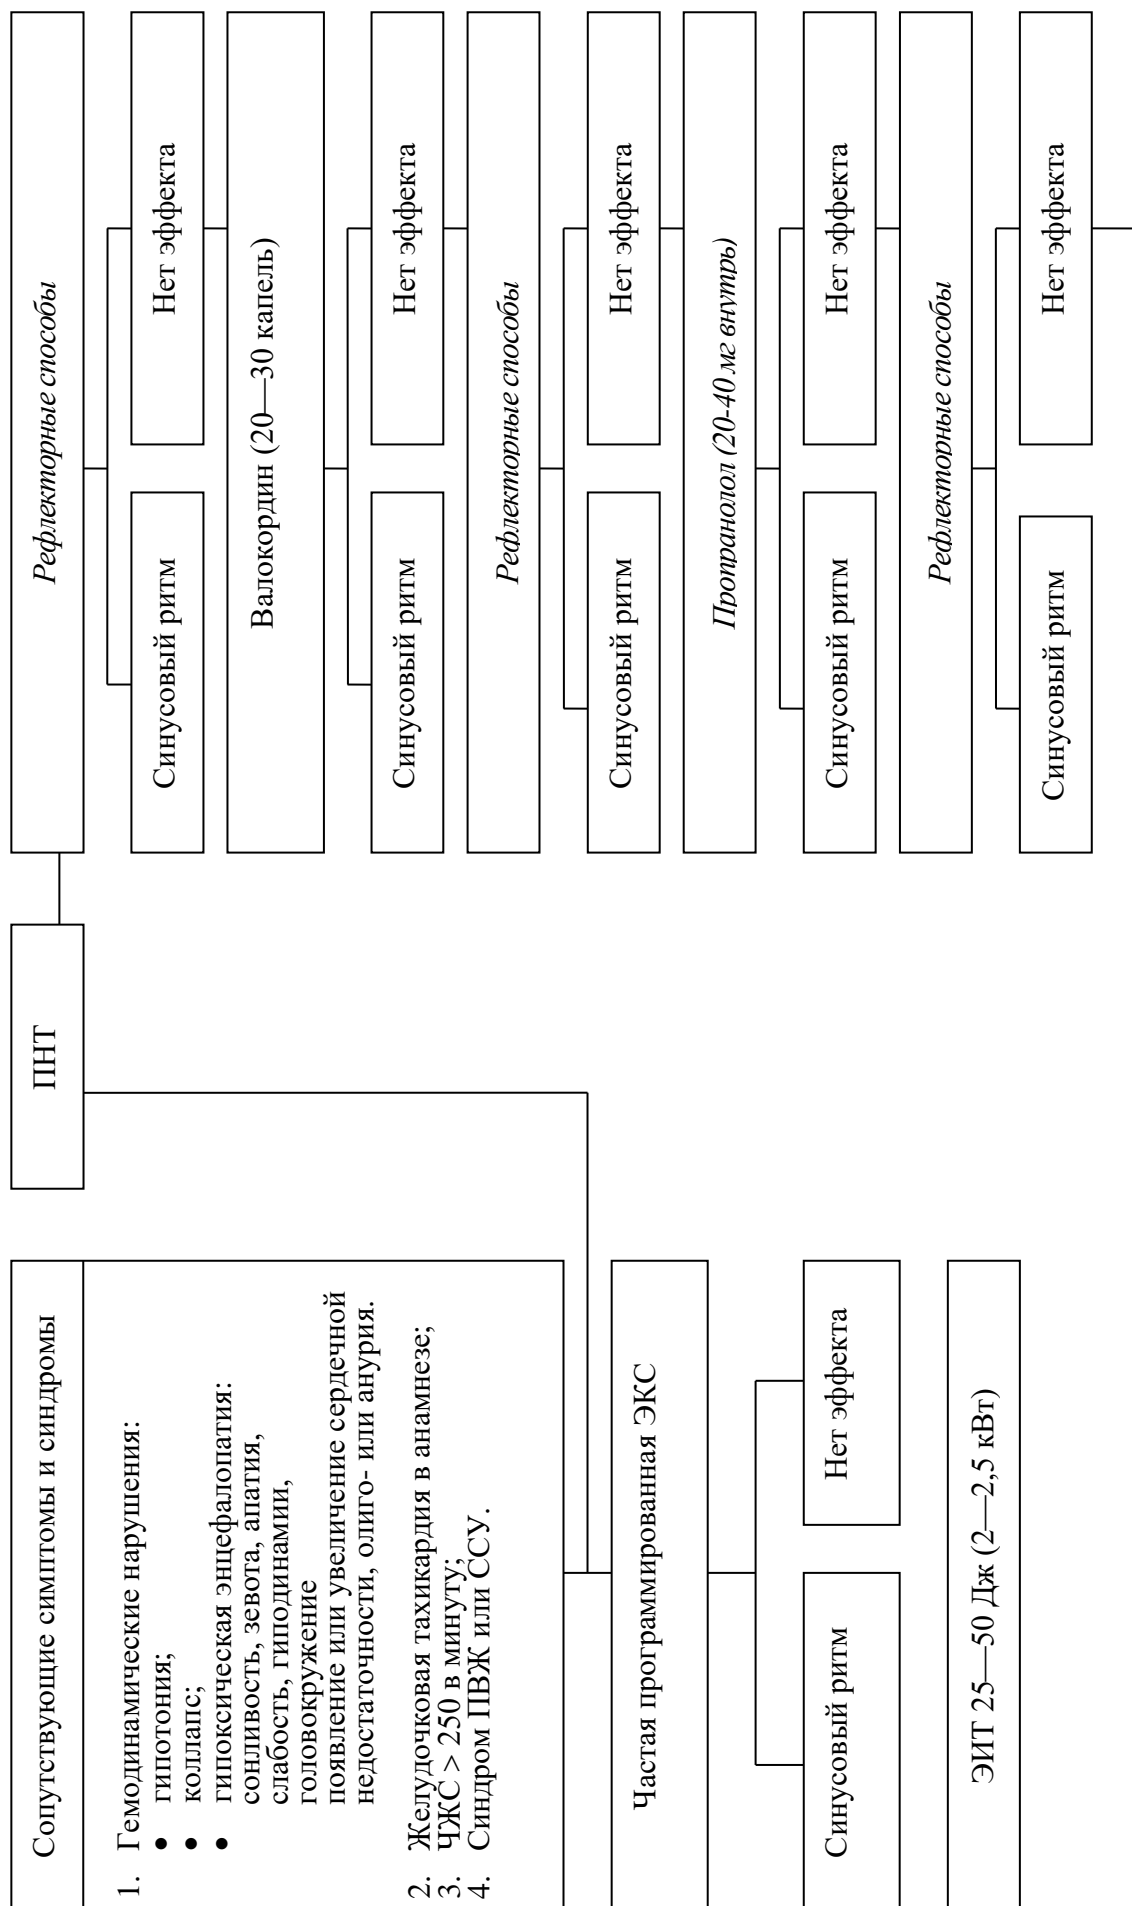 Сопутствующие симптомы и синдромы
1. Гемодинамические нарушения:
● гипотония;
● коллапс;
● гипоксическая энцефалопатия:
сонливость, зевота, апатия,
слабость, гиподинамии,
головокружение
появление или увеличение сердечной
недостаточности, олиго- или анурия.
2. Желудочковая тахикардия в анамнезе;
3. ЧЖС > 250 в минуту;
4. Синдром ПВЖ или ССУ.
Частая программированная ЭКС
Синусовый ритм
Нет эффекта
ЭИТ 25—50 Дж (2—2,5 кВт)
ПНТ
Рефлекторные способы
Синусовый ритм
Нет эффекта
Валокордин (20—30 капель)
Синусовый ритм
Нет эффекта
Рефлекторные способы
Синусовый ритм
Нет эффекта
Пропранолол (20-40 мг внутрь)
Синусовый ритм
Нет эффекта
Рефлекторные способы
Синусовый ритм
Нет эффекта